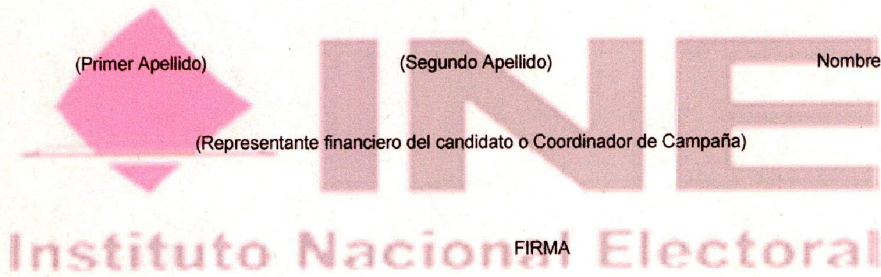 INE
(Primer Apellido) (Segundo Apellido) Nombre
(Representante financiero del candidato o Coordinador de Campaña)
FIRMA
Instituto Nacional Electoral